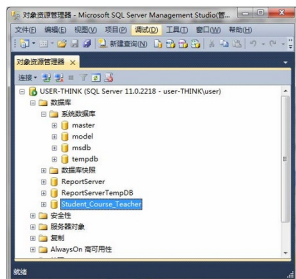 对象资源管理器 - Microsoft SQL Server Management Studio(管...
文件(F) 编辑(E) 视图(V) 项目(P) 调试(D) 工具(T) 窗口(W) 帮助(H)
新建查询(N)
对象资源管理器
连接
USER-THINK (SQL Server 11.0.2218 - user-THINK\user)
数据库
系统数据库
master
model
msdb
tempdb
数据库快照
ReportServer
ReportServerTempDB
Student_Course_Teacher
安全性
服务器对象
复制
AlwaysOn 高可用性
就绪